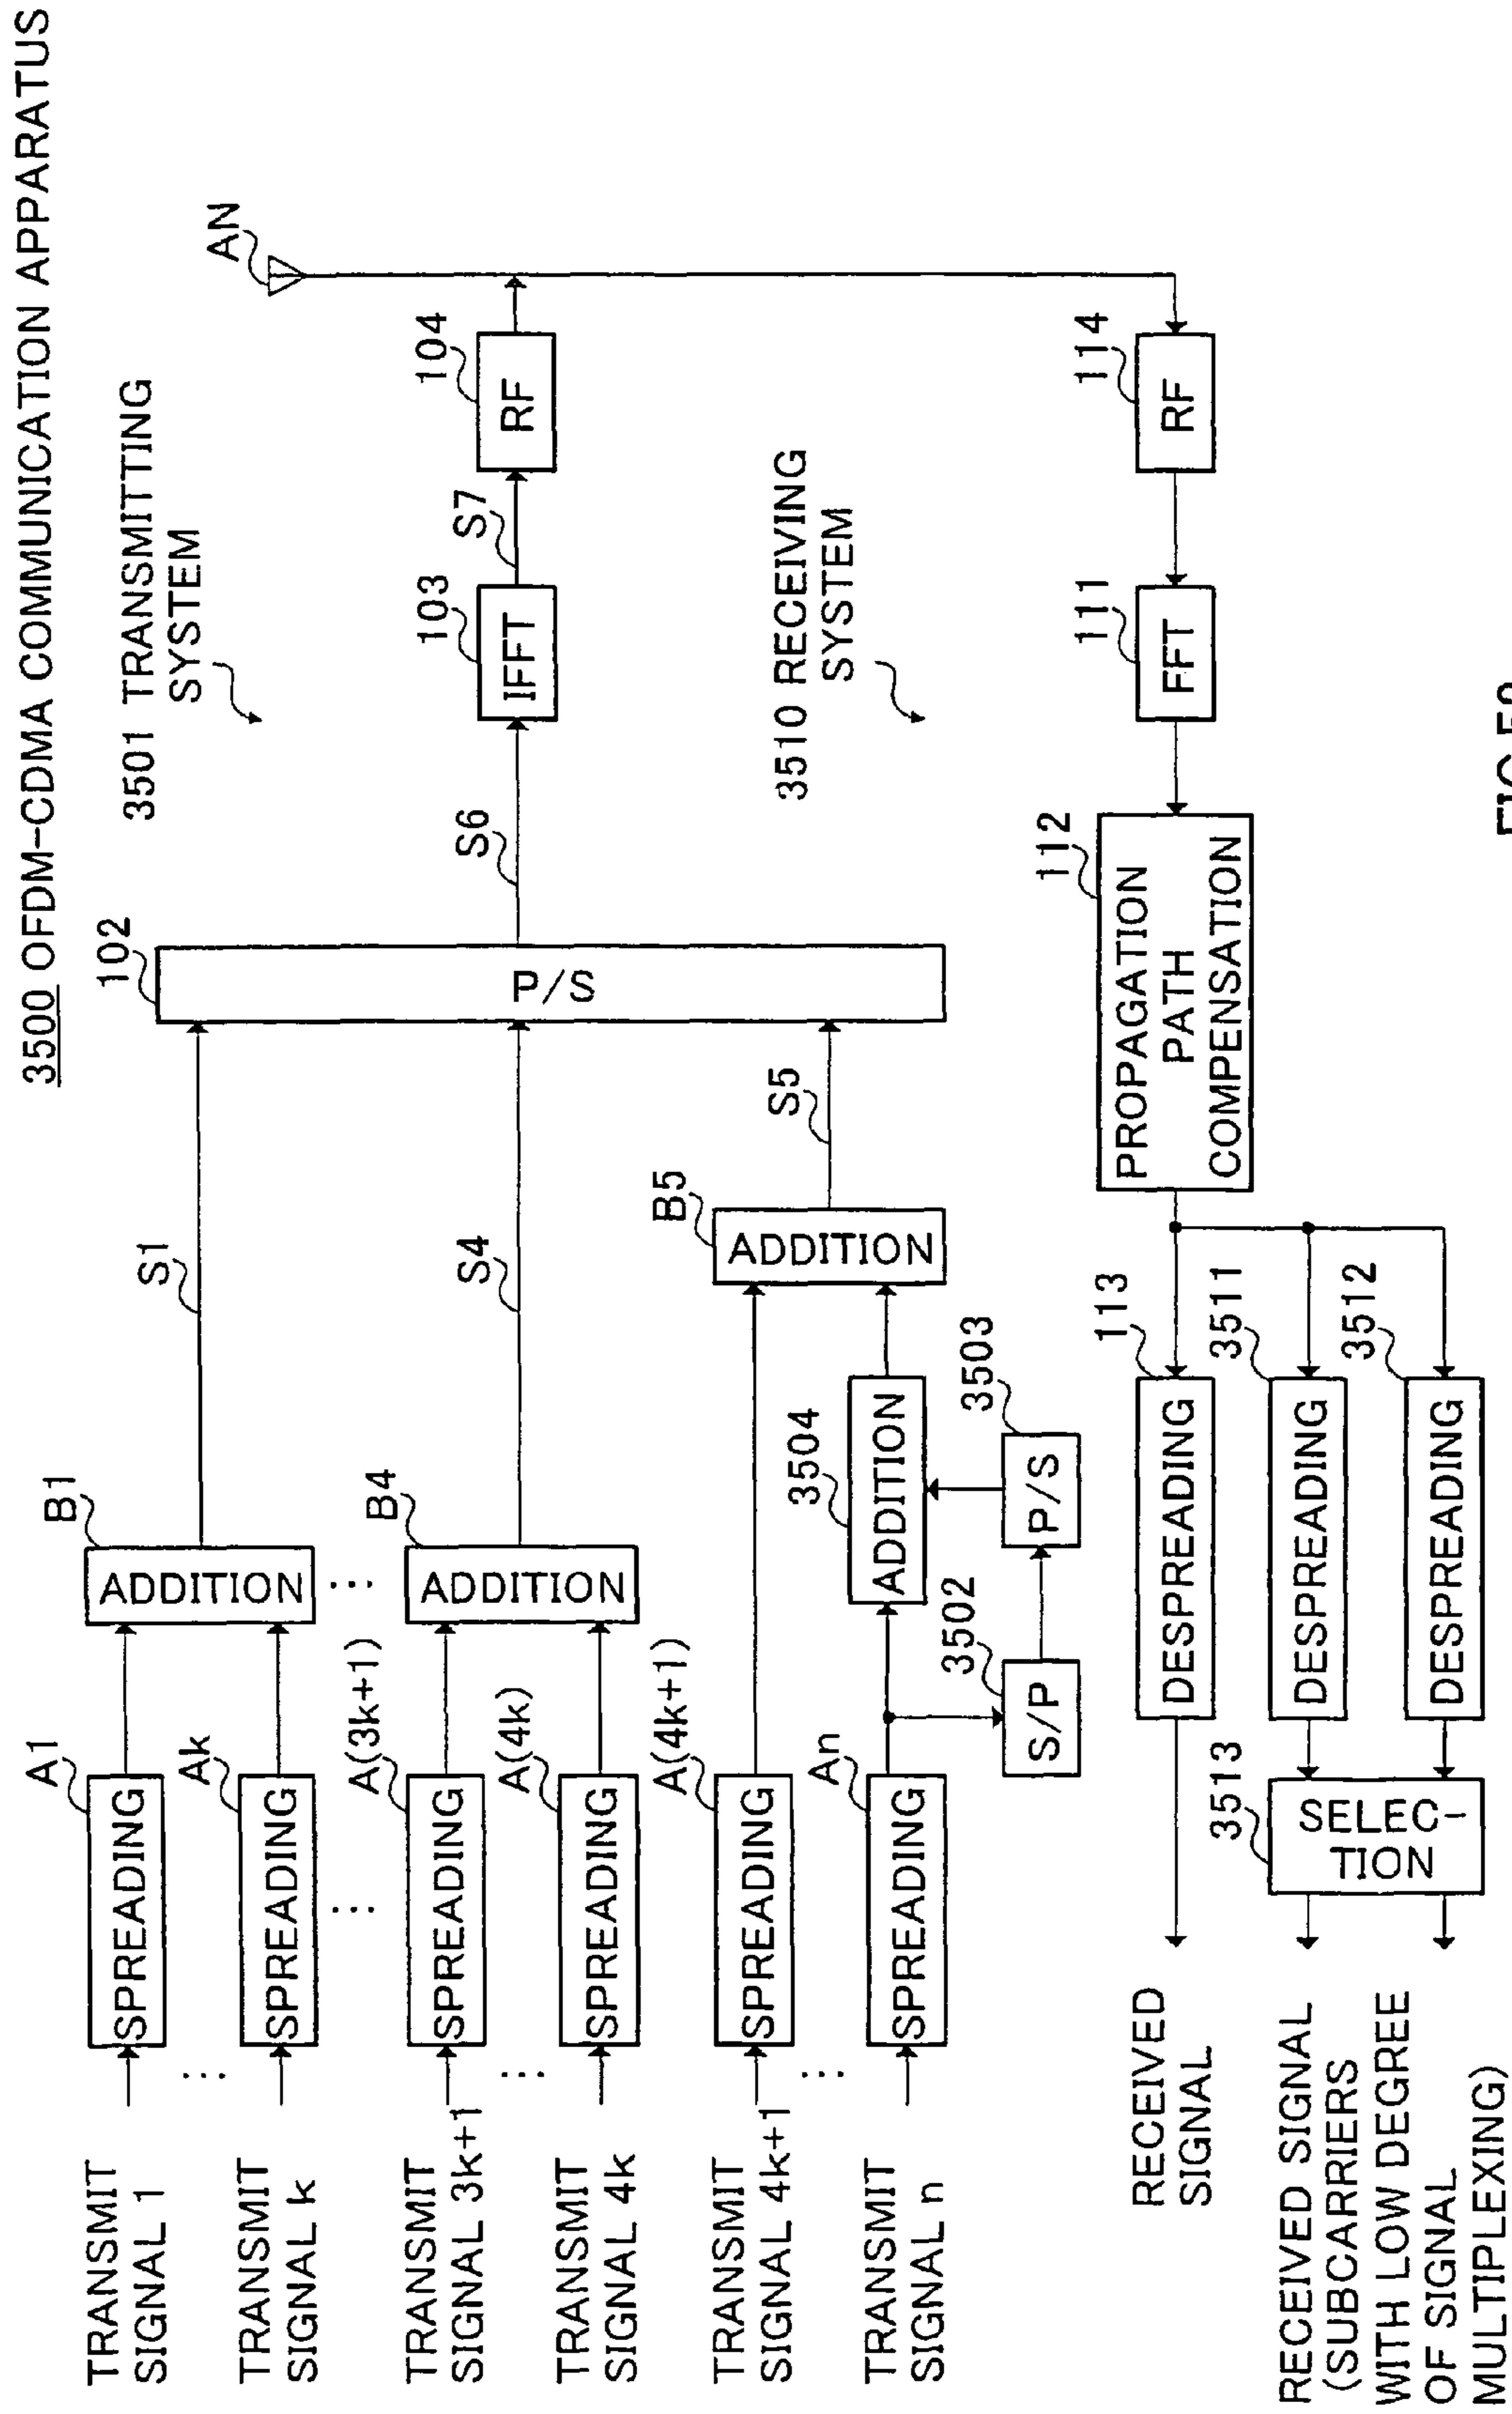 3500 OFDM-CDMA COMMUNICATION APPARATUS
3501 TRANSMITTING
SYSTEM
TRANSMIT
SIGNAL 1
SPREADING
A1
ADDITION
B1
S1
102
P/S
TRANSMIT
SIGNAL k
SPREADING
Ak
...
...
...
TRANSMIT
SIGNAL 3k+1
SPREADING
A(3k+1)
ADDITION
B4
S4
S6
IFFT
103
S7
RF
104
AN
...
TRANSMIT
SIGNAL 4k
SPREADING
A(4k)
TRANSMIT
SIGNAL 4k+1
SPREADING
A(4k+1)
ADDITION
B5
S5
...
TRANSMIT
SIGNAL n
SPREADING
An
ADDITION
3504
S/P
3502
P/S
3503
3510 RECEIVING
SYSTEM
RECEIVED
SIGNAL
DESPREADING
113
PROPAGATION
PATH
COMPENSATION
112
FFT
111
RF
114
RECEIVED SIGNAL
(SUBCARRIERS
WITH LOW DEGREE
OF SIGNAL
MULTIPLEXING)
SELEC-
TION
3513
DESPREADING
3511
DESPREADING
3512